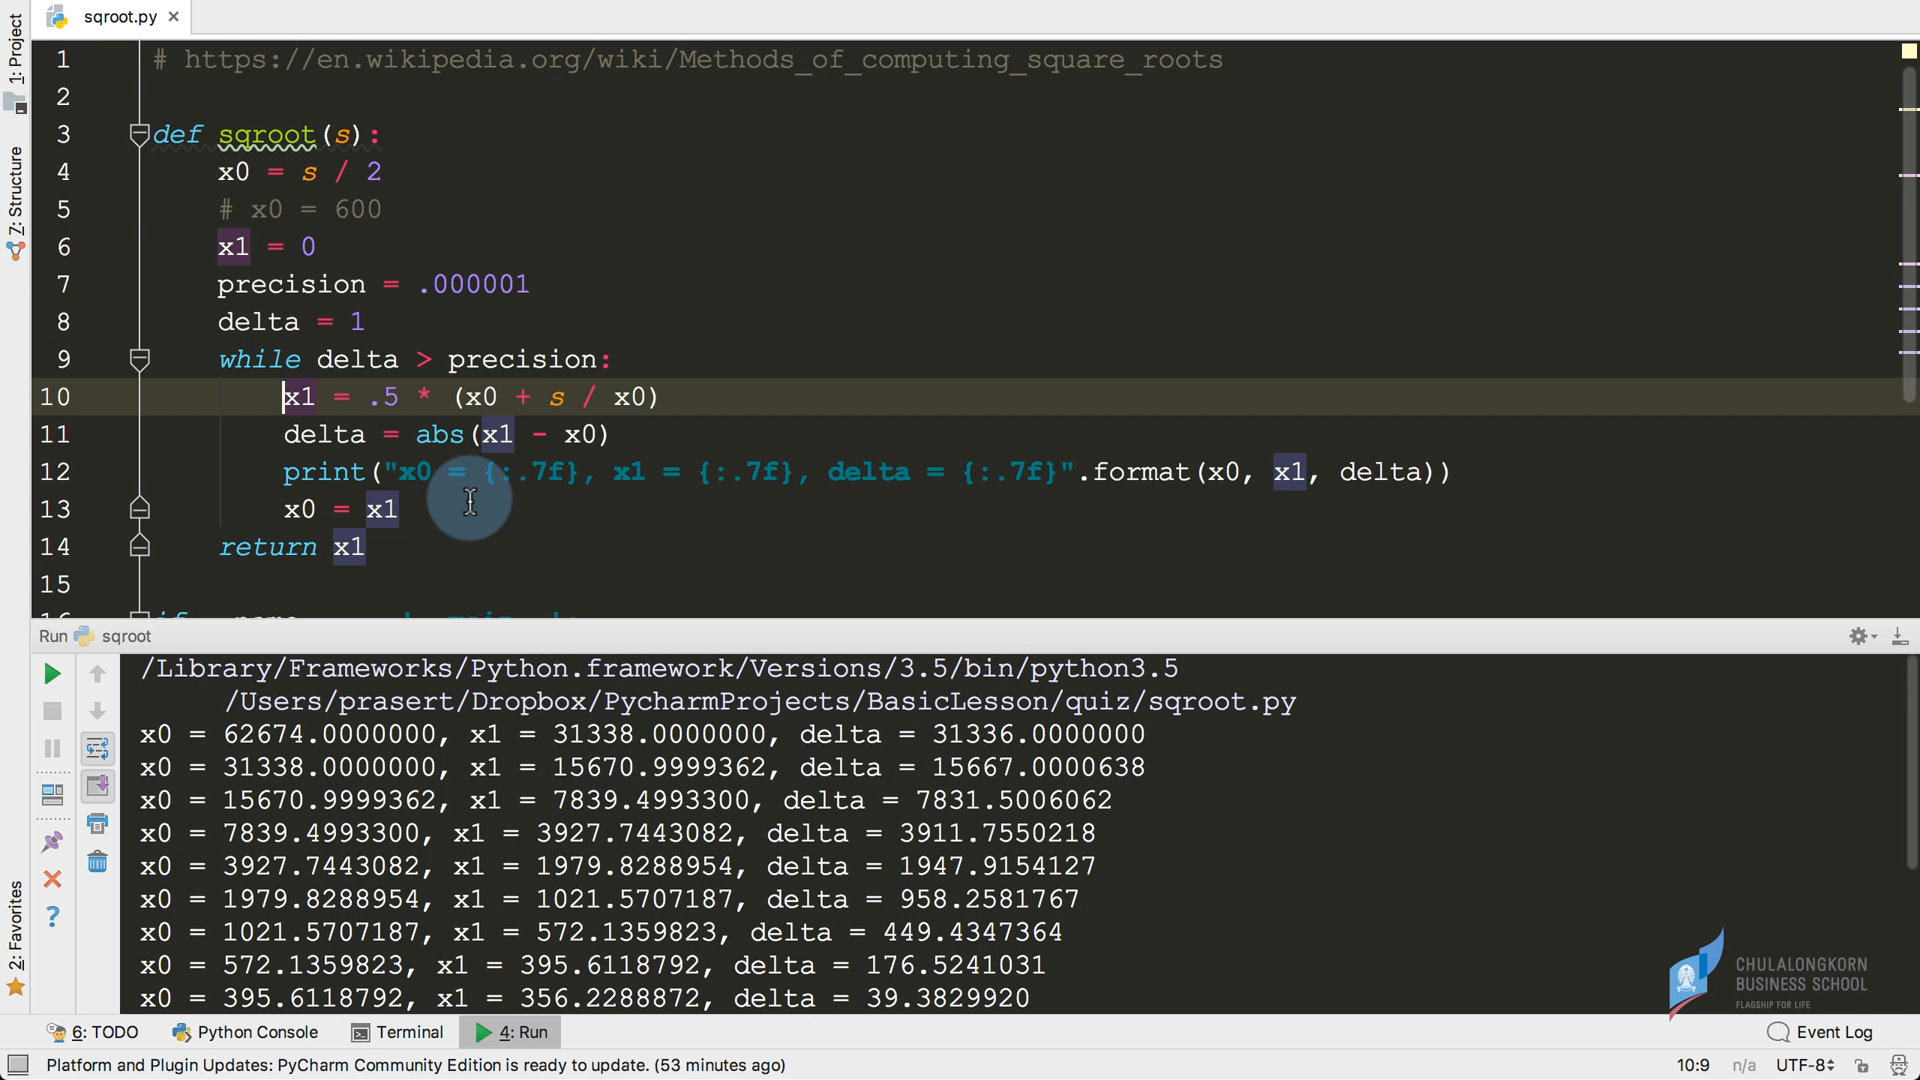 sqroot.py
1: Project
7: Structure
2: Favorites
1 # https://en.wikipedia.org/wiki/Methods_of_computing_square_roots
2
3 def sqroot(s):
4 x0 = s / 2
5 # x0 = 600
6 x1 = 0
7 precision = .000001
8 delta = 1
9 while delta > precision:
10 x1 = .5 * (x0 + s / x0)
11 delta = abs(x1 - x0)
12 print("x0 = {:.7f}, x1 = {:.7f}, delta = {:.7f}".format(x0, x1, delta))
13 x0 = x1
14 return x1
15
Run sqroot
/Library/Frameworks/Python.framework/Versions/3.5/bin/python3.5
/Users/prasert/Dropbox/PycharmProjects/BasicLesson/quiz/sqroot.py
x0 = 62674.0000000, x1 = 31338.0000000, delta = 31336.0000000
x0 = 31338.0000000, x1 = 15670.9999362, delta = 15667.0000638
x0 = 15670.9999362, x1 = 7839.4993300, delta = 7831.5006062
x0 = 7839.4993300, x1 = 3927.7443082, delta = 3911.7550218
x0 = 3927.7443082, x1 = 1979.8288954, delta = 1947.9154127
x0 = 1979.8288954, x1 = 1021.5707187, delta = 958.2581767
x0 = 1021.5707187, x1 = 572.1359823, delta = 449.4347364
x0 = 572.1359823, x1 = 395.6118792, delta = 176.5241031
x0 = 395.6118792, x1 = 356.2288872, delta = 39.3829920
CHULALONGKORN
BUSINESS SCHOOL
FLAGSHIP FOR LIFE
6: TODO Python Console Terminal 4: Run Event Log
Platform and Plugin Updates: PyCharm Community Edition is ready to update. (53 minutes ago) 10:9 n/a UTF-8